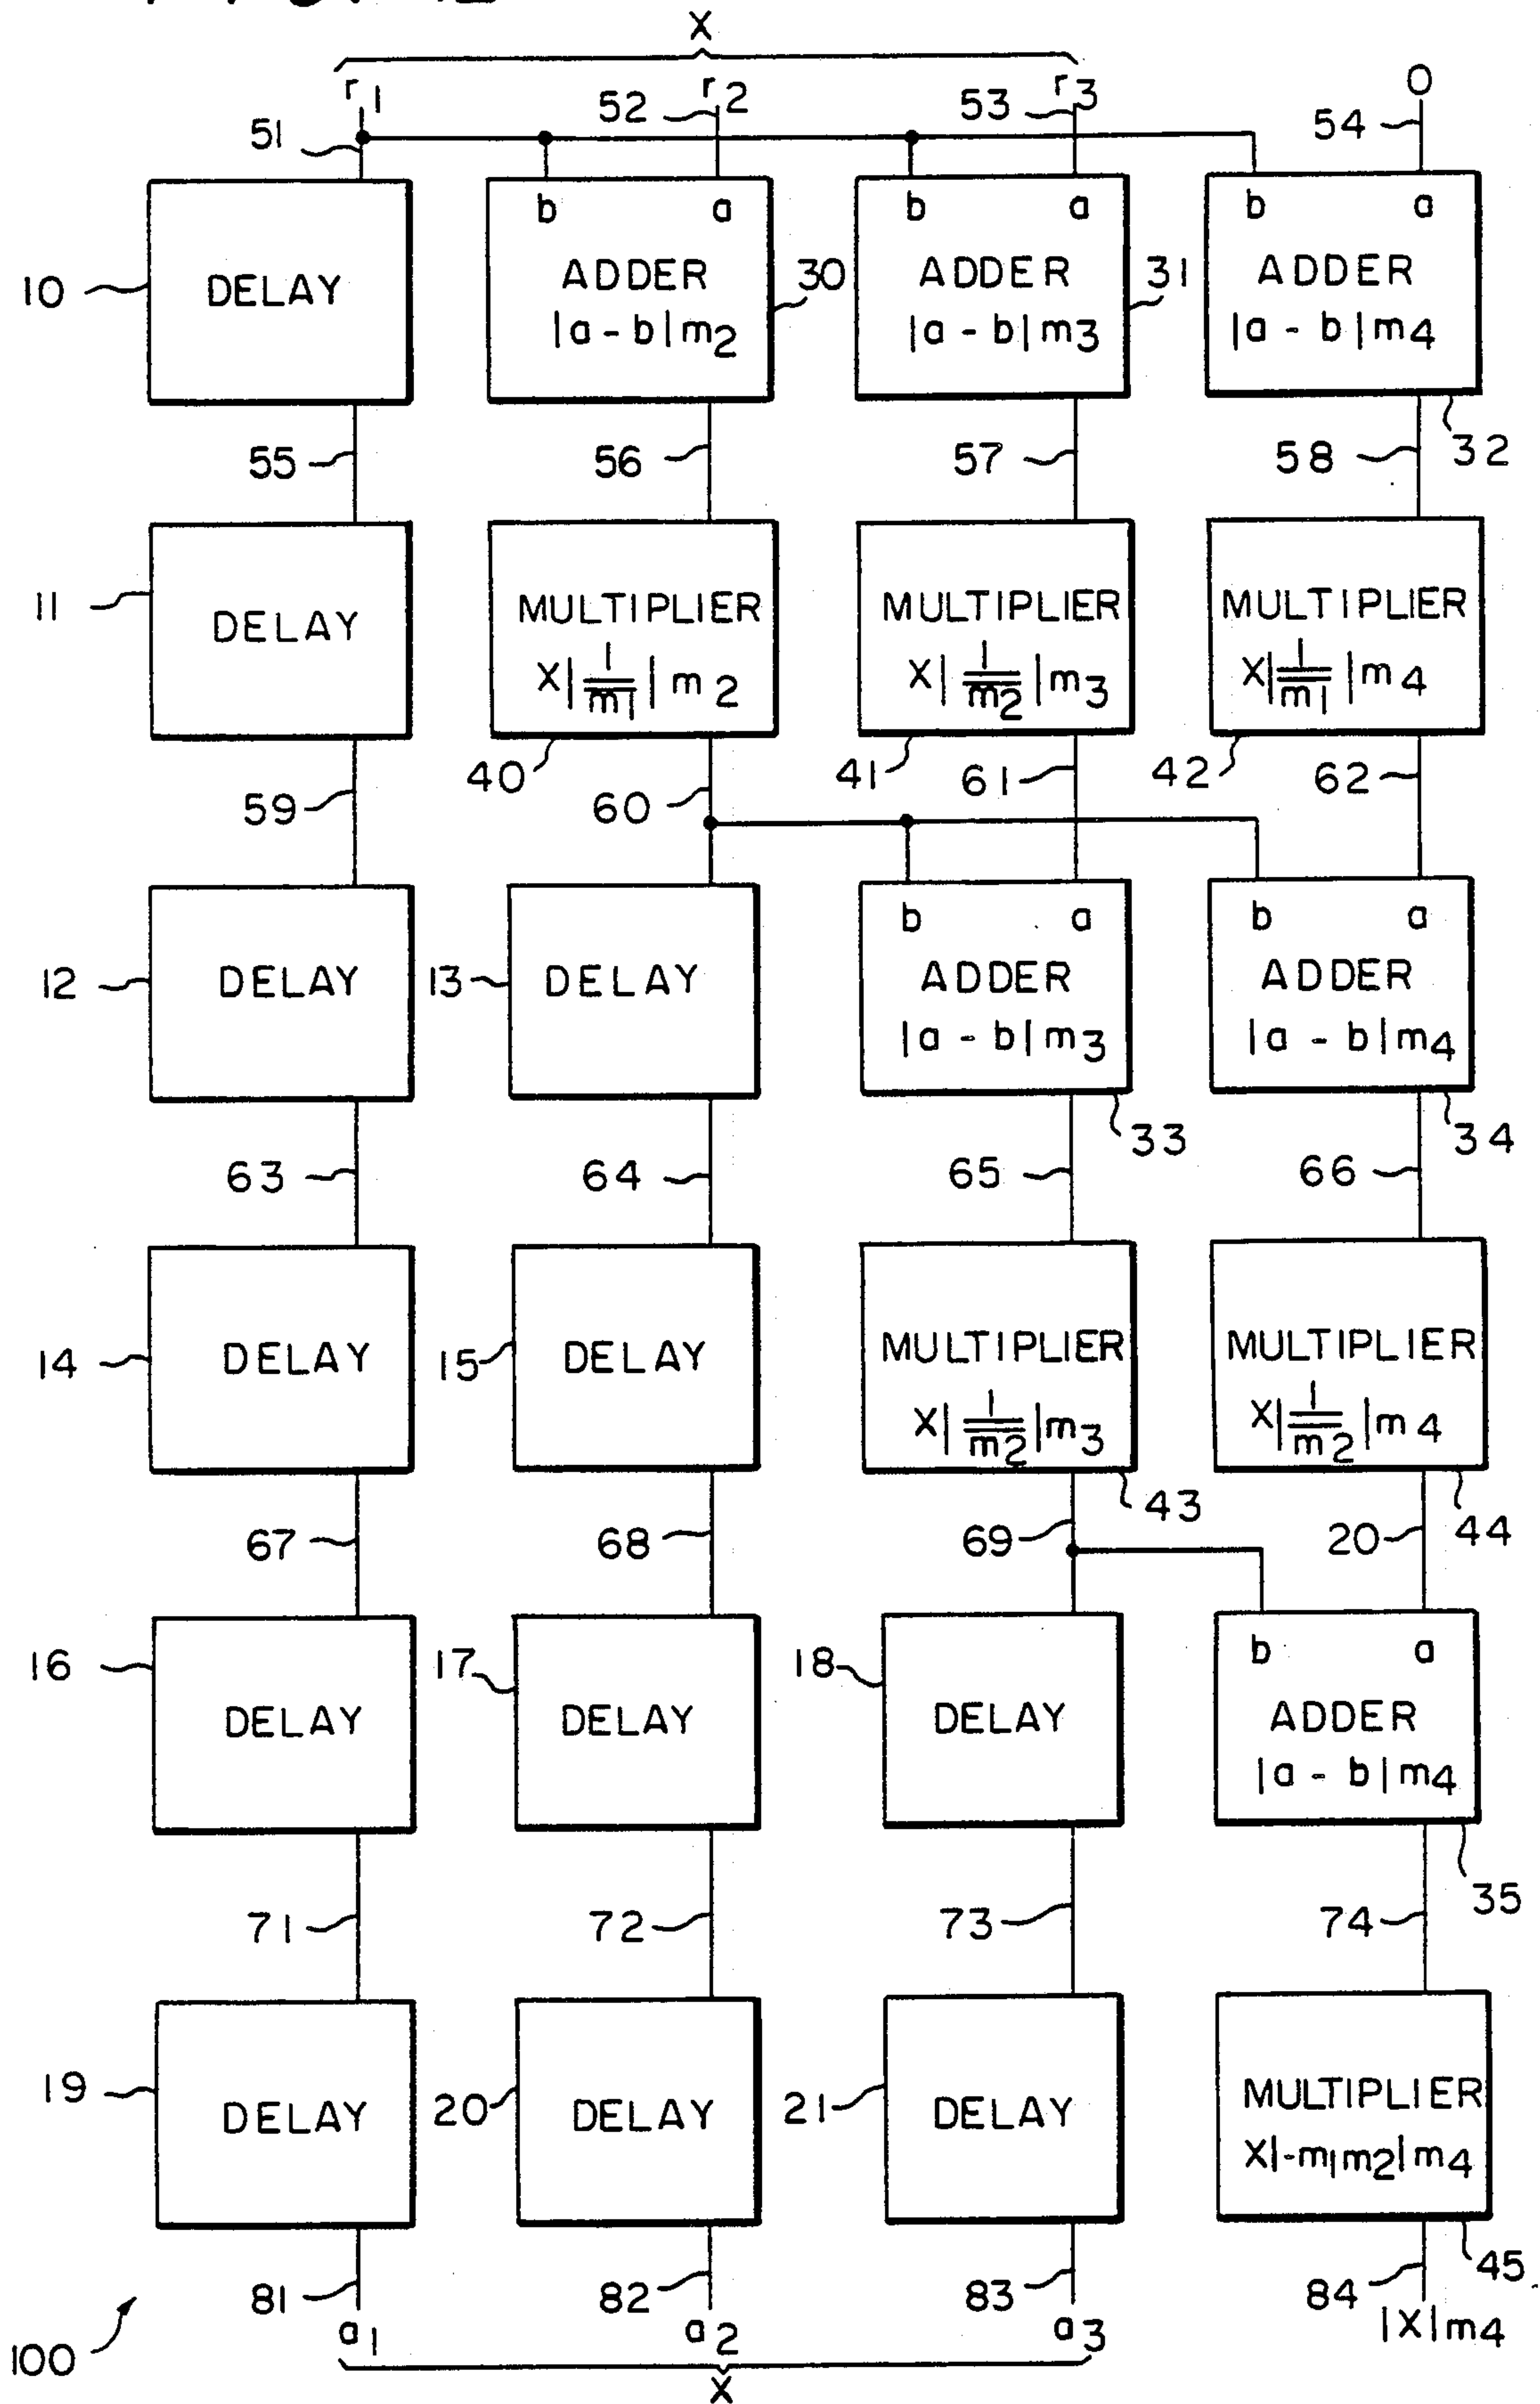 X
r1 r2 r3 0
51 52 53 54
b a b a b a
10 DELAY ADDER 30 ADDER 31 ADDER
|a - b|m2 |a - b|m3 |a - b|m4
32
55 56 57 58
11 DELAY MULTIPLIER MULTIPLIER MULTIPLIER
X|1/m1|m2 X|1/m2|m3 X|1/m1|m4
40 41 42
59 60 61 62
b a b a
12 DELAY 13 DELAY ADDER ADDER
|a - b|m3 |a - b|m4
33 34
63 64 65 66
14 DELAY 15 DELAY MULTIPLIER MULTIPLIER
X|1/m2|m3 X|1/m2|m4
43 44
67 68 69 20
b a
16 DELAY 17 DELAY 18 DELAY ADDER
|a - b|m4
35
71 72 73 74
19 DELAY 20 DELAY 21 DELAY MULTIPLIER
X|-m1m2|m4
45
81 82 83 84
100 a1 a2 a3 |X|m4
X